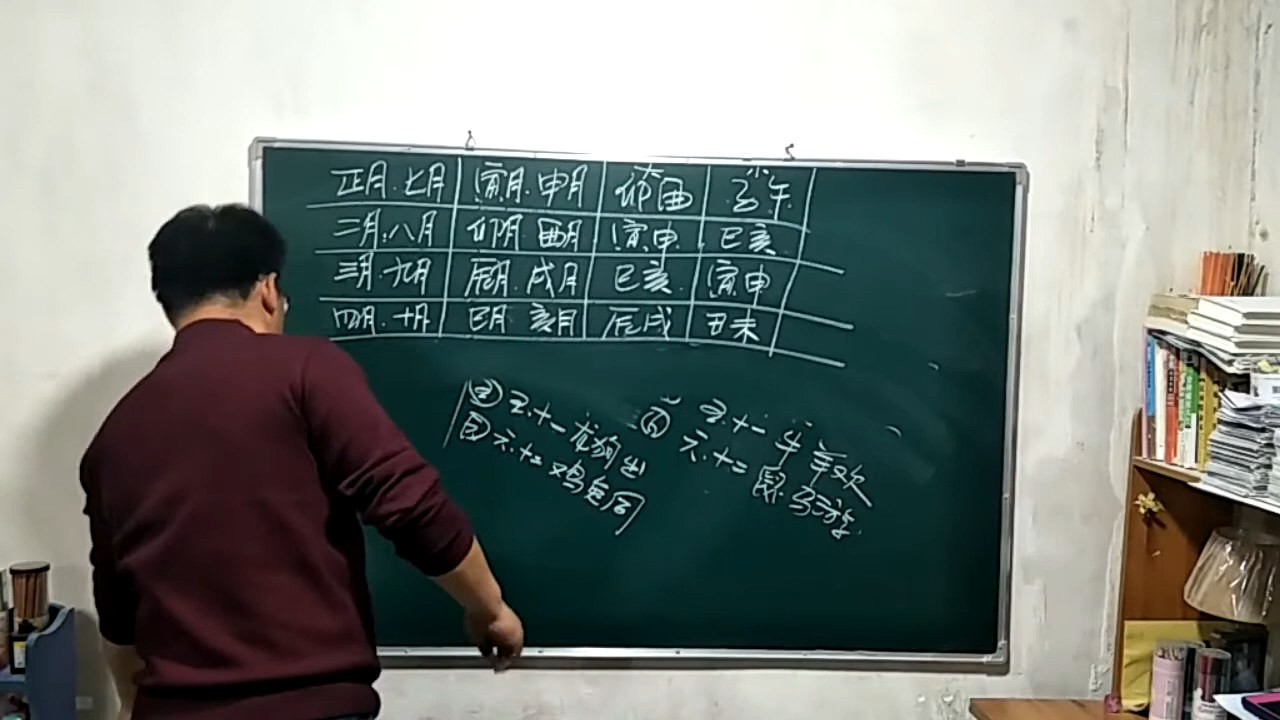 正月.七月 寅月.申月 卯酉 子午
二月.八月 卯月.酉月 寅申 巳亥
三月.九月 辰月.戌月 巳亥 寅申
四月.十月 巳月.亥月 辰戌 丑未
五.十一龙狗出
六.十二鸡兔同
五.十一牛羊欢
六.十二鼠马游